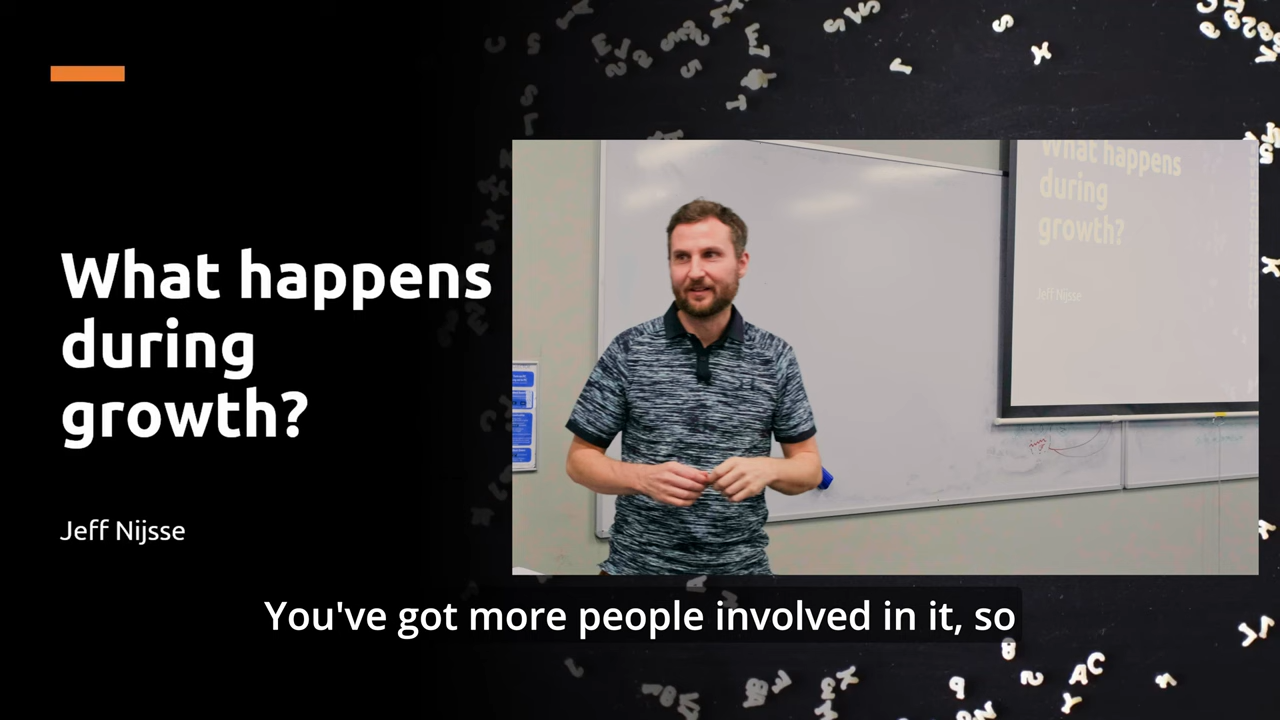 What happens
during
growth?
Jeff Nijsse
What happens
during
growth?
Jeff Nijsse
You've got more people involved in it, so